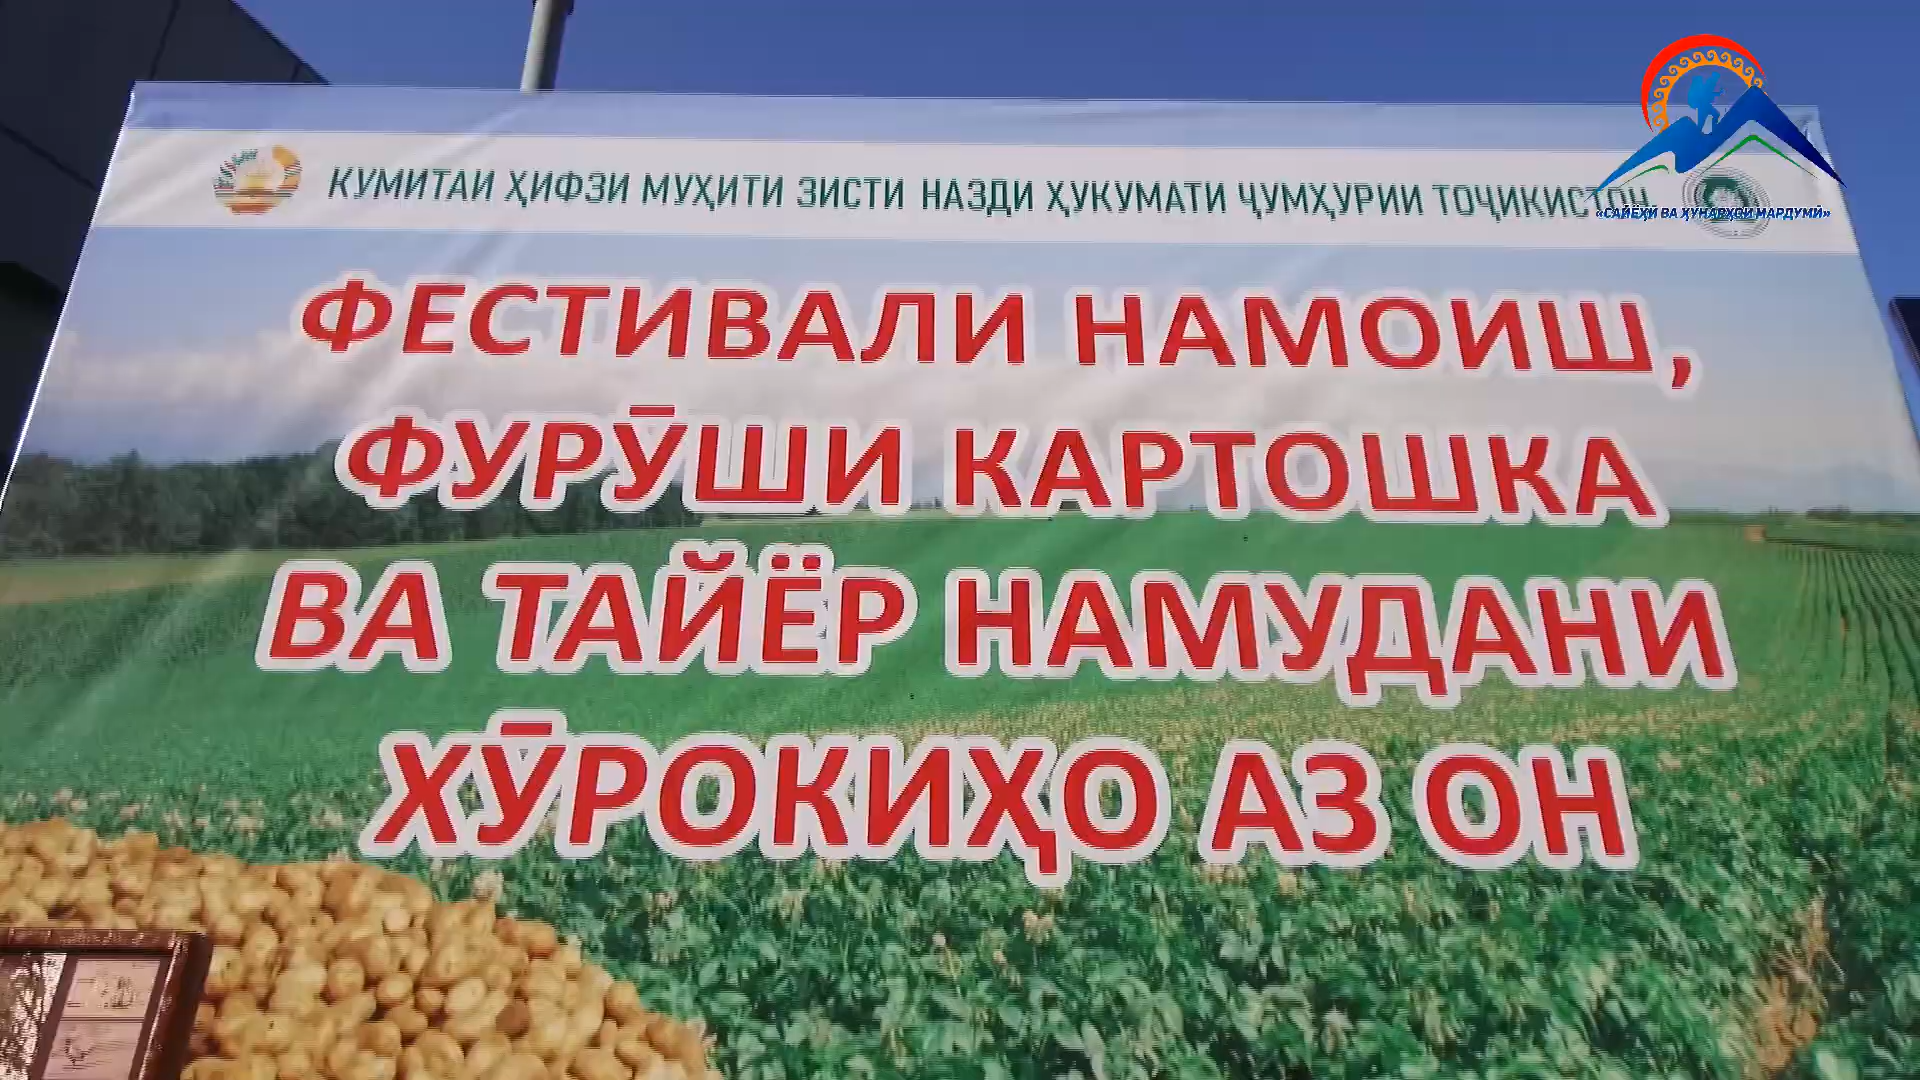 КУМИТАИ ҲИФЗИ МУҲИТИ ЗИСТИ НАЗДИ ҲУКУМАТИ ҶУМҲУРИИ ТОҶИКИСТОН
«САЙЁҲӢ ВА ҲУНАРҲОИ МАРДУМӢ»
ФЕСТИВАЛИ НАМОИШ,
ФУРӮШИ КАРТОШКА
ВА ТАЙЁР НАМУДАНИ
ХӮРОКИҲО АЗ ОН